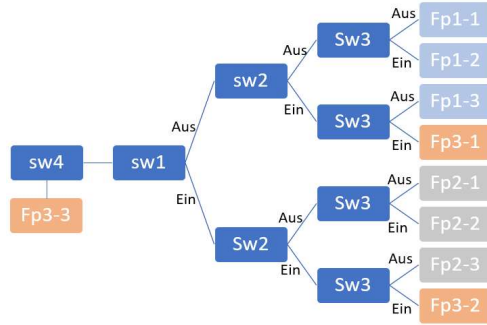 Fp1-1
Aus
Sw3
Ein
Fp1-2
Aus
sw2
Ein
Aus
Fp1-3
Sw3
Ein
Fp3-1
Aus
sw4
sw1
Ein
Fp3-3
Aus
Fp2-1
Sw3
Ein
Fp2-2
Aus
Sw2
Ein
Aus
Fp2-3
Sw3
Ein
Fp3-2